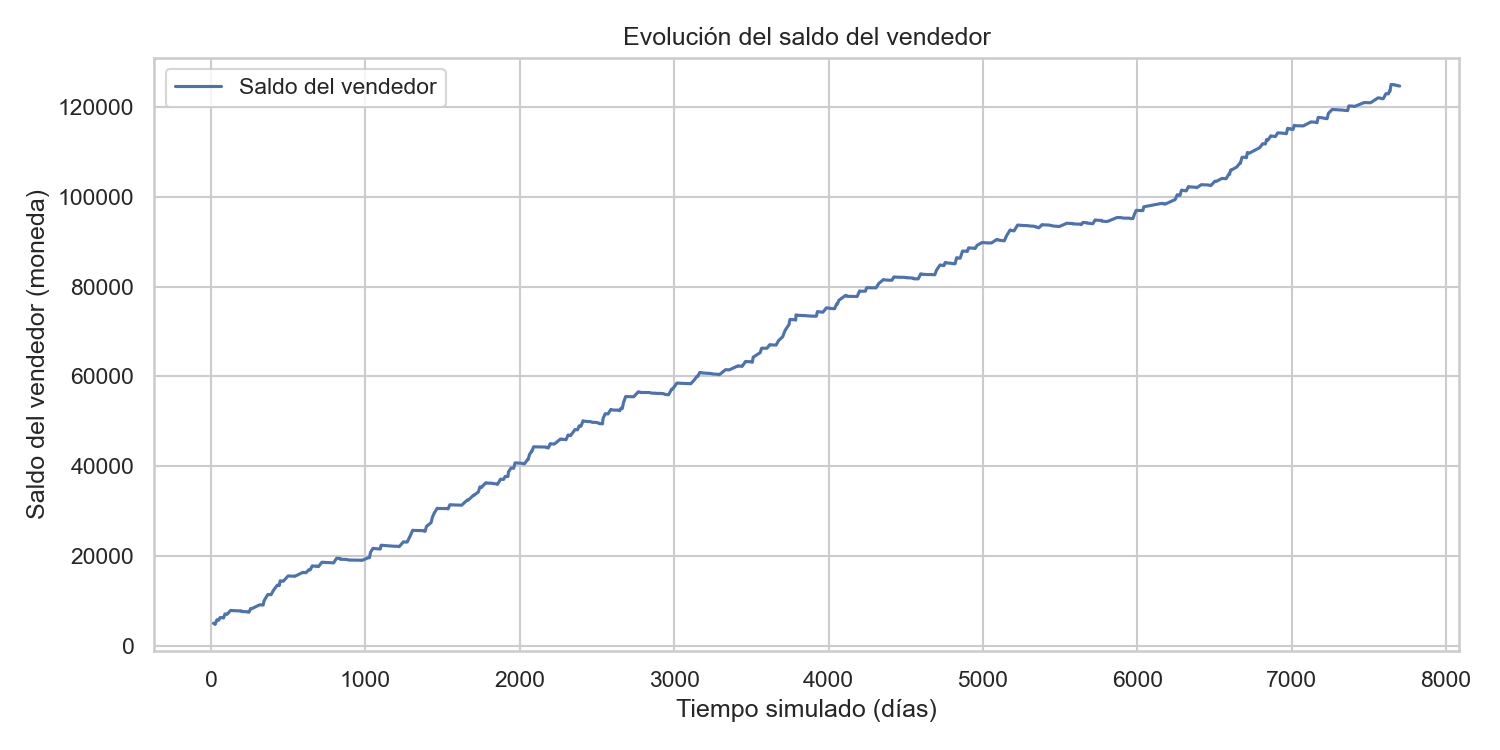 Evolución del saldo del vendedor
Saldo del vendedor
Saldo del vendedor (moneda)
120000
100000
80000
60000
40000
20000
0
0 1000 2000 3000 4000 5000 6000 7000 8000
Tiempo simulado (días)